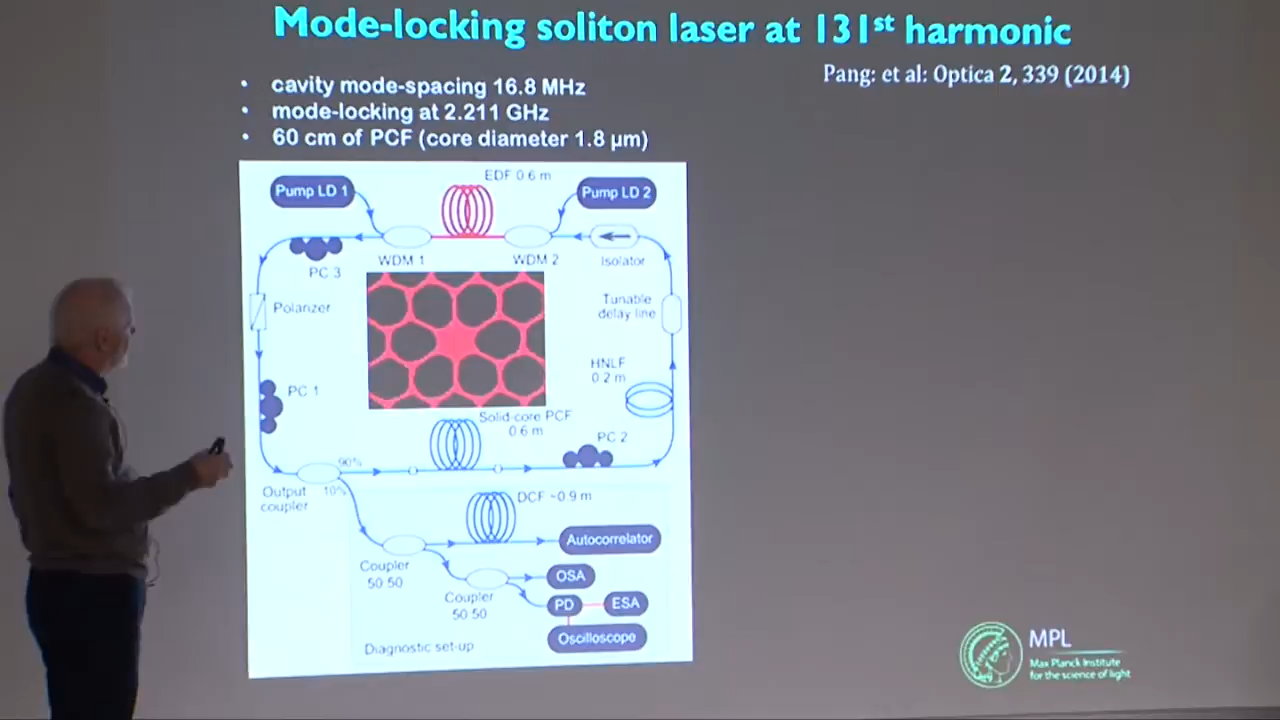 Mode-locking soliton laser at 131st harmonic
Pang: et al: Optica 2, 339 (2014)
• cavity mode-spacing 16.8 MHz
• mode-locking at 2.211 GHz
• 60 cm of PCF (core diameter 1.8 µm)
EDF 0.6 m
Pump LD 1
Pump LD 2
WDM 1
WDM 2
Isolator
PC 3
Polarizer
Tunable
delay line
HNLF
0.2 m
PC 1
Solid-core PCF
0.6 m
PC 2
90%
Output
coupler
10%
DCF ~0.9 m
Autocorrelator
Coupler
50:50
OSA
Coupler
50:50
PD
ESA
Oscilloscope
Diagnostic set-up
MPL
Max Planck Institute
for the science of light